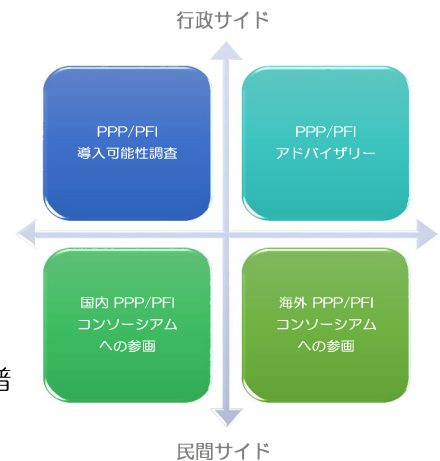 行政サイド
PPP/PFI
導入可能性調査
PPP/PFI
アドバイザリー
国内 PPP/PFI
コンソーシアム
への参画
海外 PPP/PFI
コンソーシアム
への参画
民間サイド